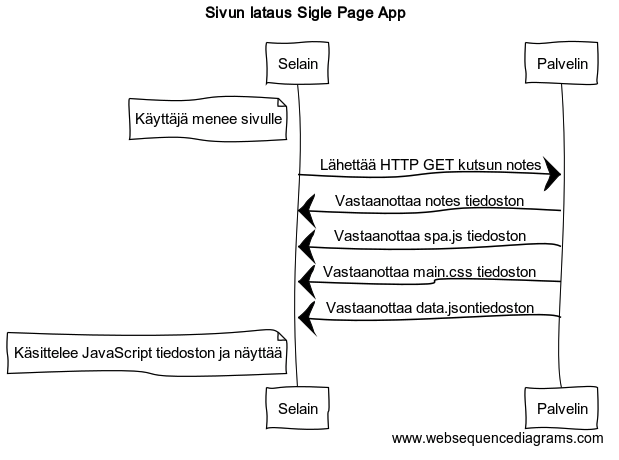 Sivun lataus Sigle Page App
Selain
Palvelin
Käyttäjä menee sivulle
Lähettää HTTP GET kutsun notes
Vastaanottaa notes tiedoston
Vastaanottaa spa.js tiedoston
Vastaanottaa main.css tiedoston
Vastaanottaa data.jsontiedoston
Käsittelee JavaScript tiedoston ja näyttää
Selain
Palvelin
www.websequencediagrams.com